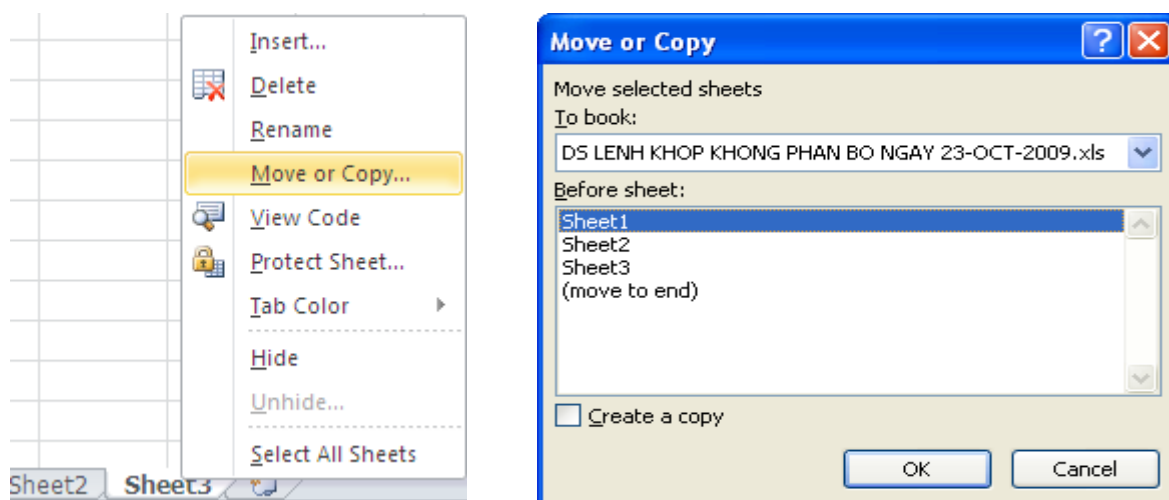 Insert...
Delete
Rename
Move or Copy...
View Code
Protect Sheet...
Tab Color
Hide
Unhide...
Select All Sheets
Sheet2 Sheet3
Move or Copy
Move selected sheets
To book:
DS LENH KHOP KHONG PHAN BO NGAY 23-OCT-2009.xls
Before sheet:
Sheet1
Sheet2
Sheet3
(move to end)
Create a copy
OK Cancel